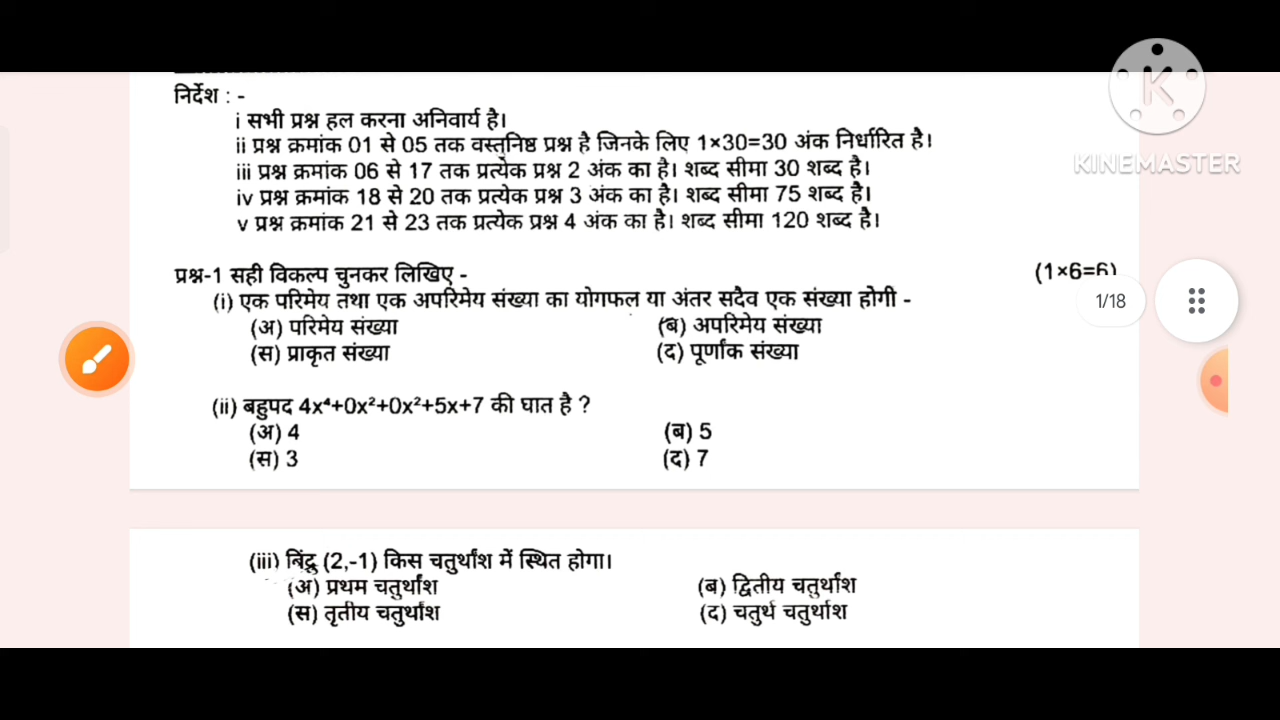 निर्देश : -
i सभी प्रश्न हल करना अनिवार्य है।
ii प्रश्न क्रमांक 01 से 05 तक वस्तुनिष्ठ प्रश्न है जिनके लिए 1×30=30 अंक निर्धारित है।
iii प्रश्न क्रमांक 06 से 17 तक प्रत्येक प्रश्न 2 अंक का है। शब्द सीमा 30 शब्द है।
iv प्रश्न क्रमांक 18 से 20 तक प्रत्येक प्रश्न 3 अंक का है। शब्द सीमा 75 शब्द है।
v प्रश्न क्रमांक 21 से 23 तक प्रत्येक प्रश्न 4 अंक का है। शब्द सीमा 120 शब्द है।
KINEMASTER
प्रश्न-1 सही विकल्प चुनकर लिखिए - (1×6=6)
(i) एक परिमेय तथा एक अपरिमेय संख्या का योगफल या अंतर सदैव एक संख्या होगी -
1/18
(अ) परिमेय संख्या (ब) अपरिमेय संख्या
(स) प्राकृत संख्या (द) पूर्णांक संख्या
(ii) बहुपद 4x⁴+0x²+0x²+5x+7 की घात है ?
(अ) 4 (ब) 5
(स) 3 (द) 7
(iii) बिंदु (2,-1) किस चतुर्थांश में स्थित होगा।
(अ) प्रथम चतुर्थांश (ब) द्वितीय चतुर्थांश
(स) तृतीय चतुर्थांश (द) चतुर्थ चतुर्थांश